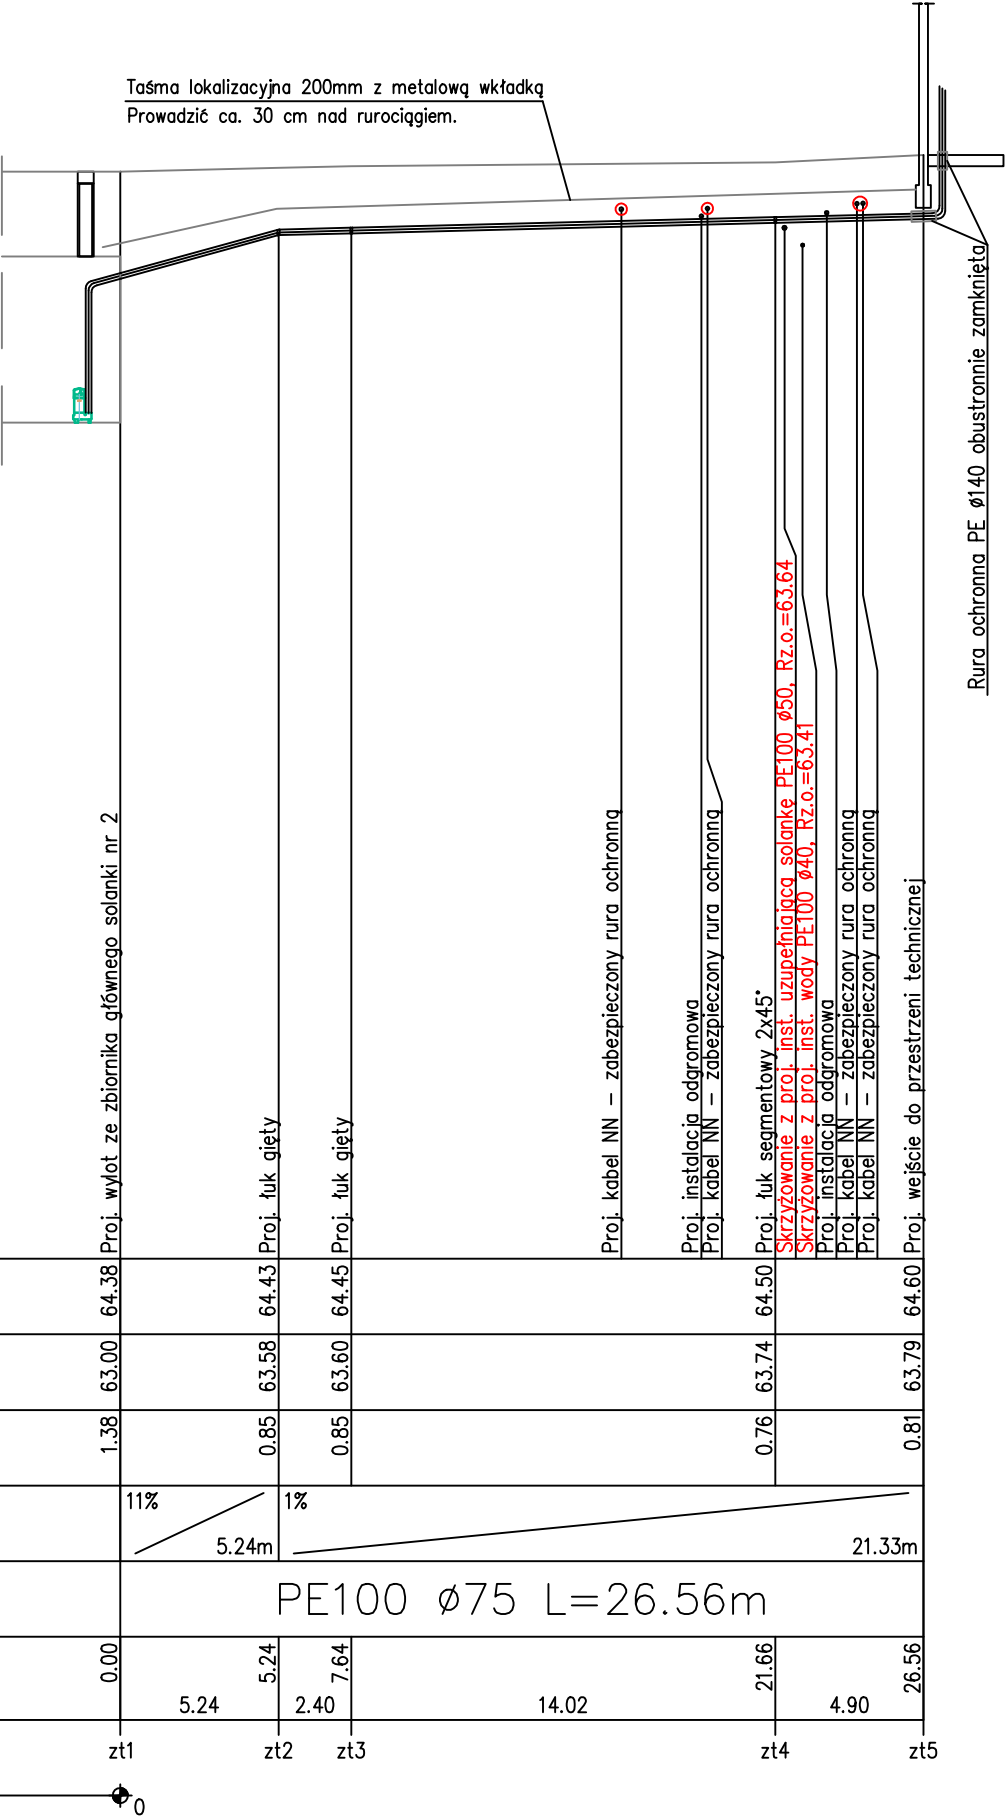 Taśma lokalizacyjna 200mm z metalową wkładką
Prowadzić ca. 30 cm nad rurociągiem.
Rura ochronna PE ø140 obustronnie zamknięta
Proj. wylot ze zbiornika głównego solanki nr 2
Proj. łuk gięty
Proj. łuk gięty
Proj. kabel NN – zabezpieczony rura ochronną
Proj. instalacja odgromowa
Proj. kabel NN – zabezpieczony rura ochronną
Proj. łuk segmentowy 2x45°
Skrzyżowanie z proj. inst. uzupełniającą solankę PE100 ø50, Rz.o.=63.64
Skrzyżowanie z proj. inst. wody PE100 ø40, Rz.o.=63.41
Proj. instalacja odgromowa
Proj. kabel NN – zabezpieczony rura ochronną
Proj. kabel NN – zabezpieczony rura ochronną
Proj. wejście do przestrzeni technicznej
64.38 64.43 64.45 64.50 64.60
63.00 63.58 63.60 63.74 63.79
1.38 0.85 0.85 0.76 0.81
11% 1%
5.24m 21.33m
PE100 ø75 L=26.56m
0.00 5.24 7.64 21.66 26.56
5.24 2.40 14.02 4.90
zt1 zt2 zt3 zt4 zt5
0